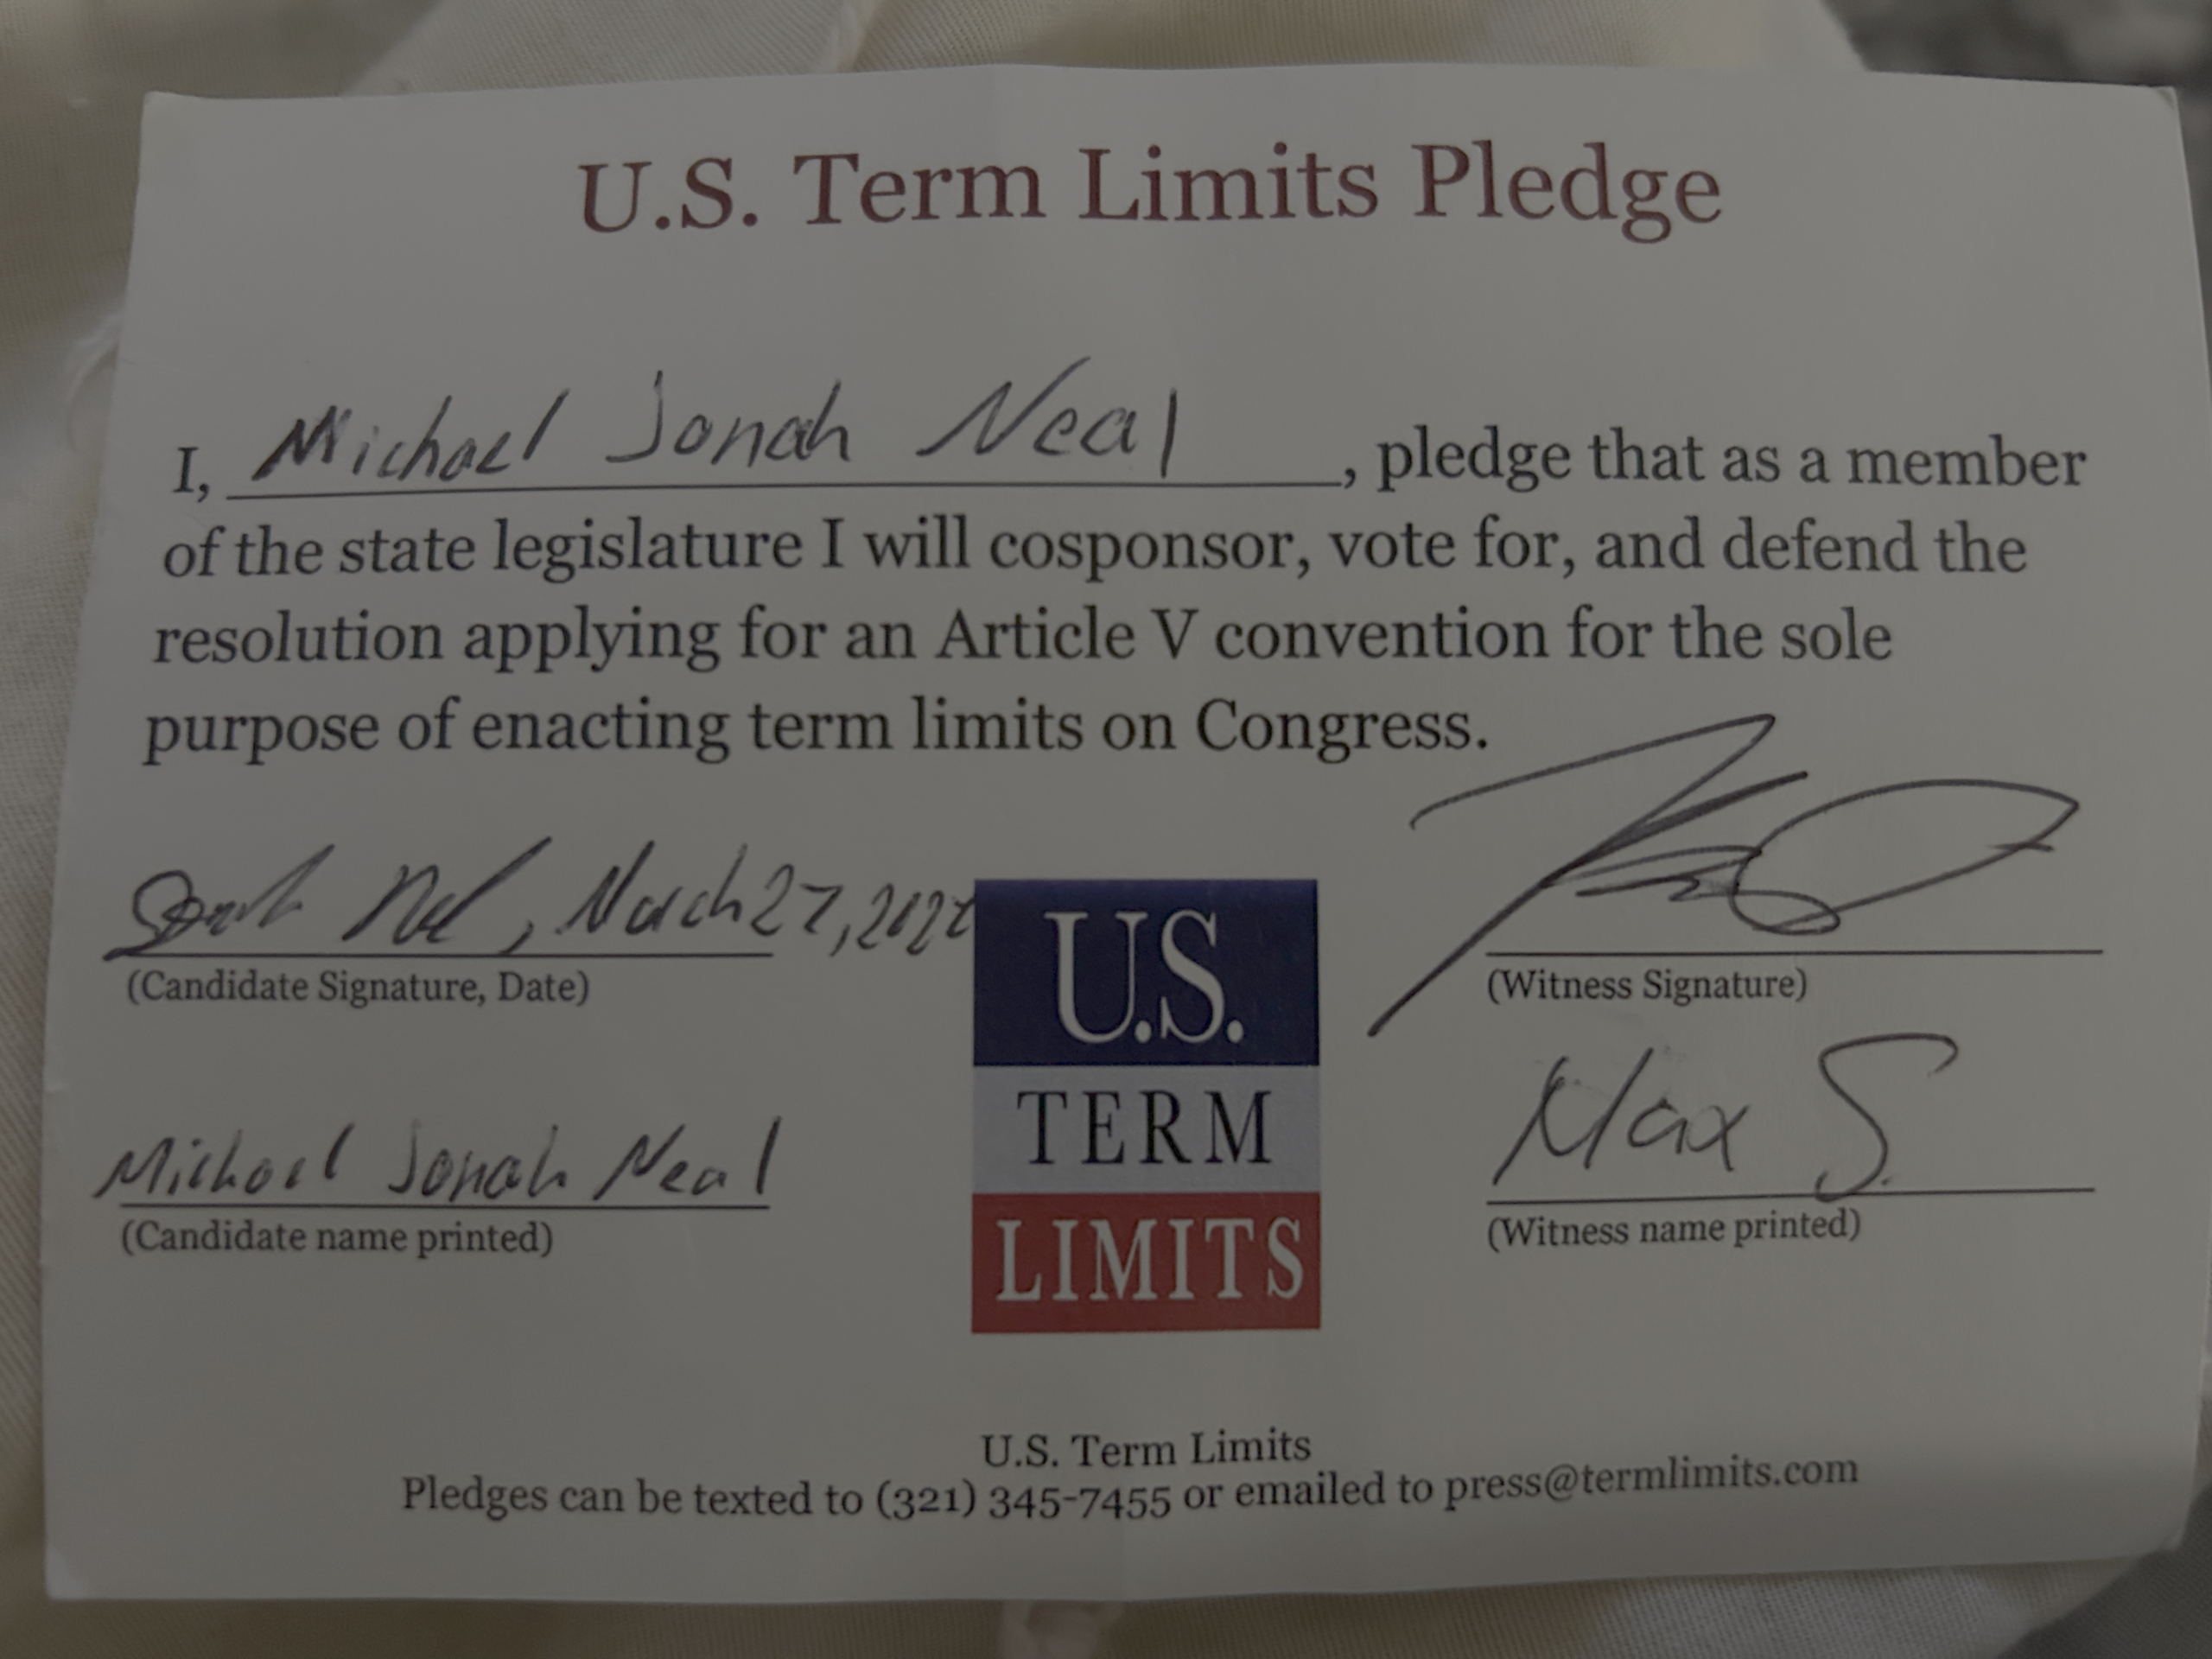 U.S. Term Limits Pledge
I, Michael Jonah Neal, pledge that as a member
of the state legislature I will cosponsor, vote for, and defend the
resolution applying for an Article V convention for the sole
purpose of enacting term limits on Congress.
March 27,
(Candidate Signature, Date)
(Witness Signature)
Michael Jonah Neal
(Candidate name printed)
U.S.
TERM
LIMITS
Max S.
(Witness name printed)
U.S. Term Limits
Pledges can be texted to (321) 345-7455 or emailed to press@termlimits.com